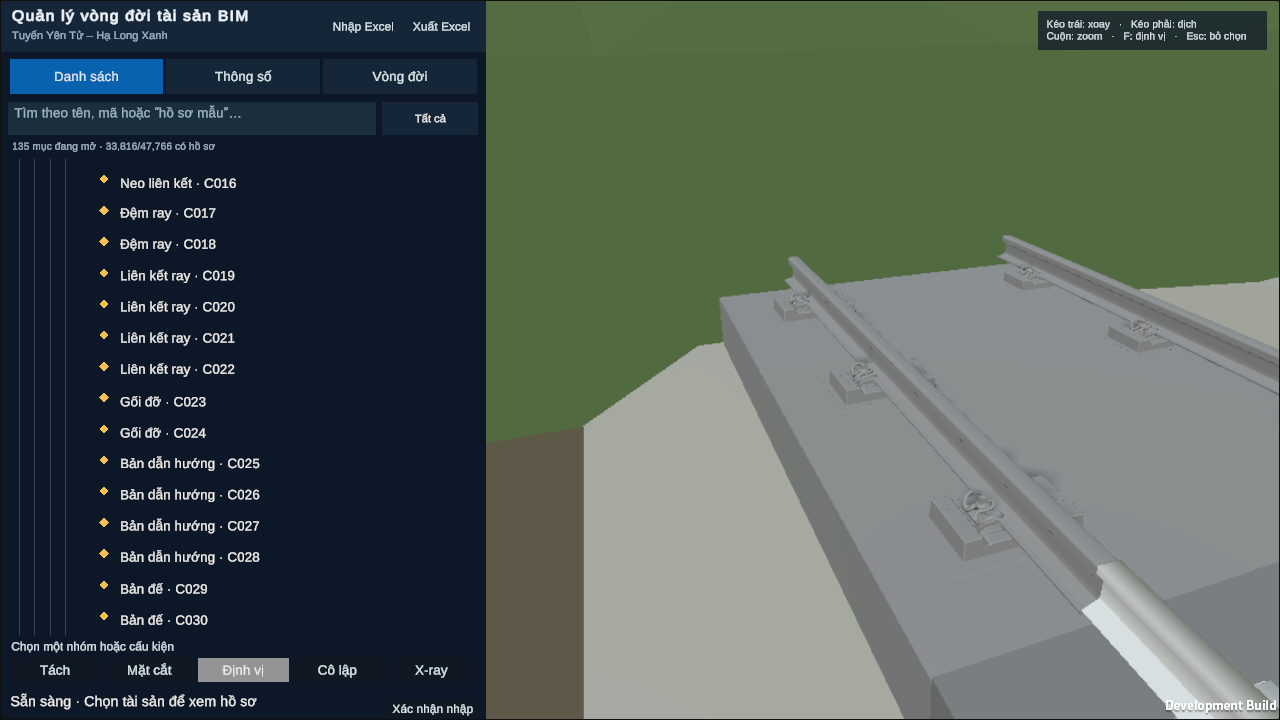 Quản lý vòng đời tài sản BIM
Tuyến Yên Tử – Hạ Long Xanh
Nhập Excel
Xuất Excel
Danh sách
Thông số
Vòng đời
Tìm theo tên, mã hoặc "hồ sơ mẫu"...
Tất cả
135 mục đang mở · 33,816/47,766 có hồ sơ
Neo liên kết · C016
Đệm ray · C017
Đệm ray · C018
Liên kết ray · C019
Liên kết ray · C020
Liên kết ray · C021
Liên kết ray · C022
Gối đỡ · C023
Gối đỡ · C024
Bản dẫn hướng · C025
Bản dẫn hướng · C026
Bản dẫn hướng · C027
Bản dẫn hướng · C028
Bản đế · C029
Bản đế · C030
Chọn một nhóm hoặc cấu kiện
Tách
Mặt cắt
Định vị
Cô lập
X-ray
Sẵn sàng · Chọn tài sản để xem hồ sơ
Xác nhận nhập
Kéo trái: xoay · Kéo phải: dịch
Cuộn: zoom · F: định vị · Esc: bỏ chọn
Development Build